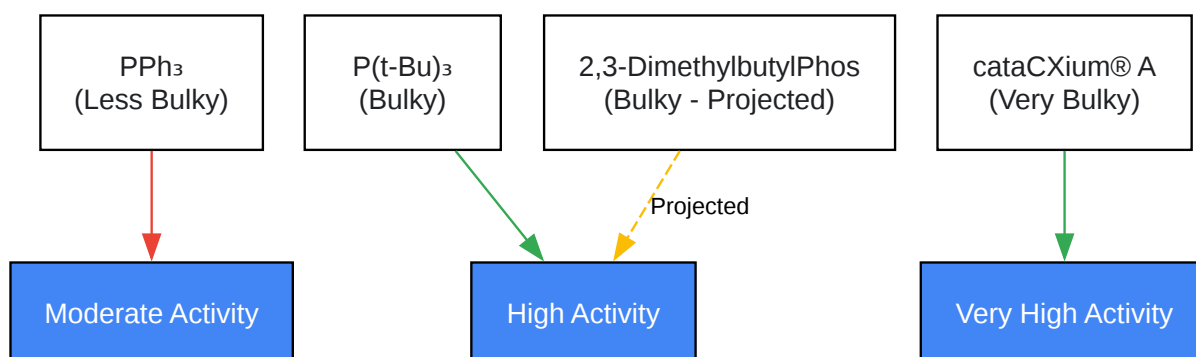 PPh₃
(Less Bulky)
P(t-Bu)₃
(Bulky)
2,3-DimethylbutylPhos
(Bulky - Projected)
cataCXium® A
(Very Bulky)
Projected
Moderate Activity
High Activity
Very High Activity